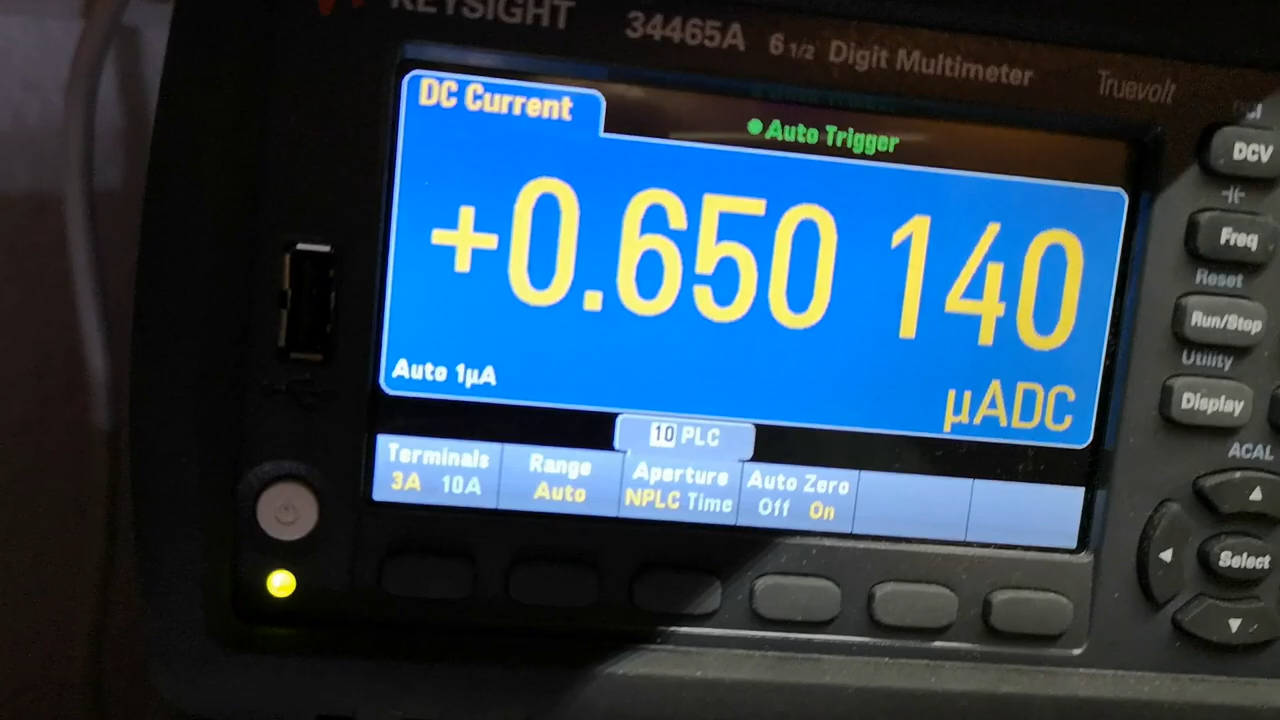 KEYSIGHT 34465A 6 1/2 Digit Multimeter Truevolt
DC Current
Auto Trigger
+0.650 140
Auto 1µA
µADC
10 PLC
Terminals
3A 10A
Range
Auto
Aperture
NPLC Time
Auto Zero
Off On
DCV
Freq
Reset
Run/Stop
Utility
Display
ACAL
Select